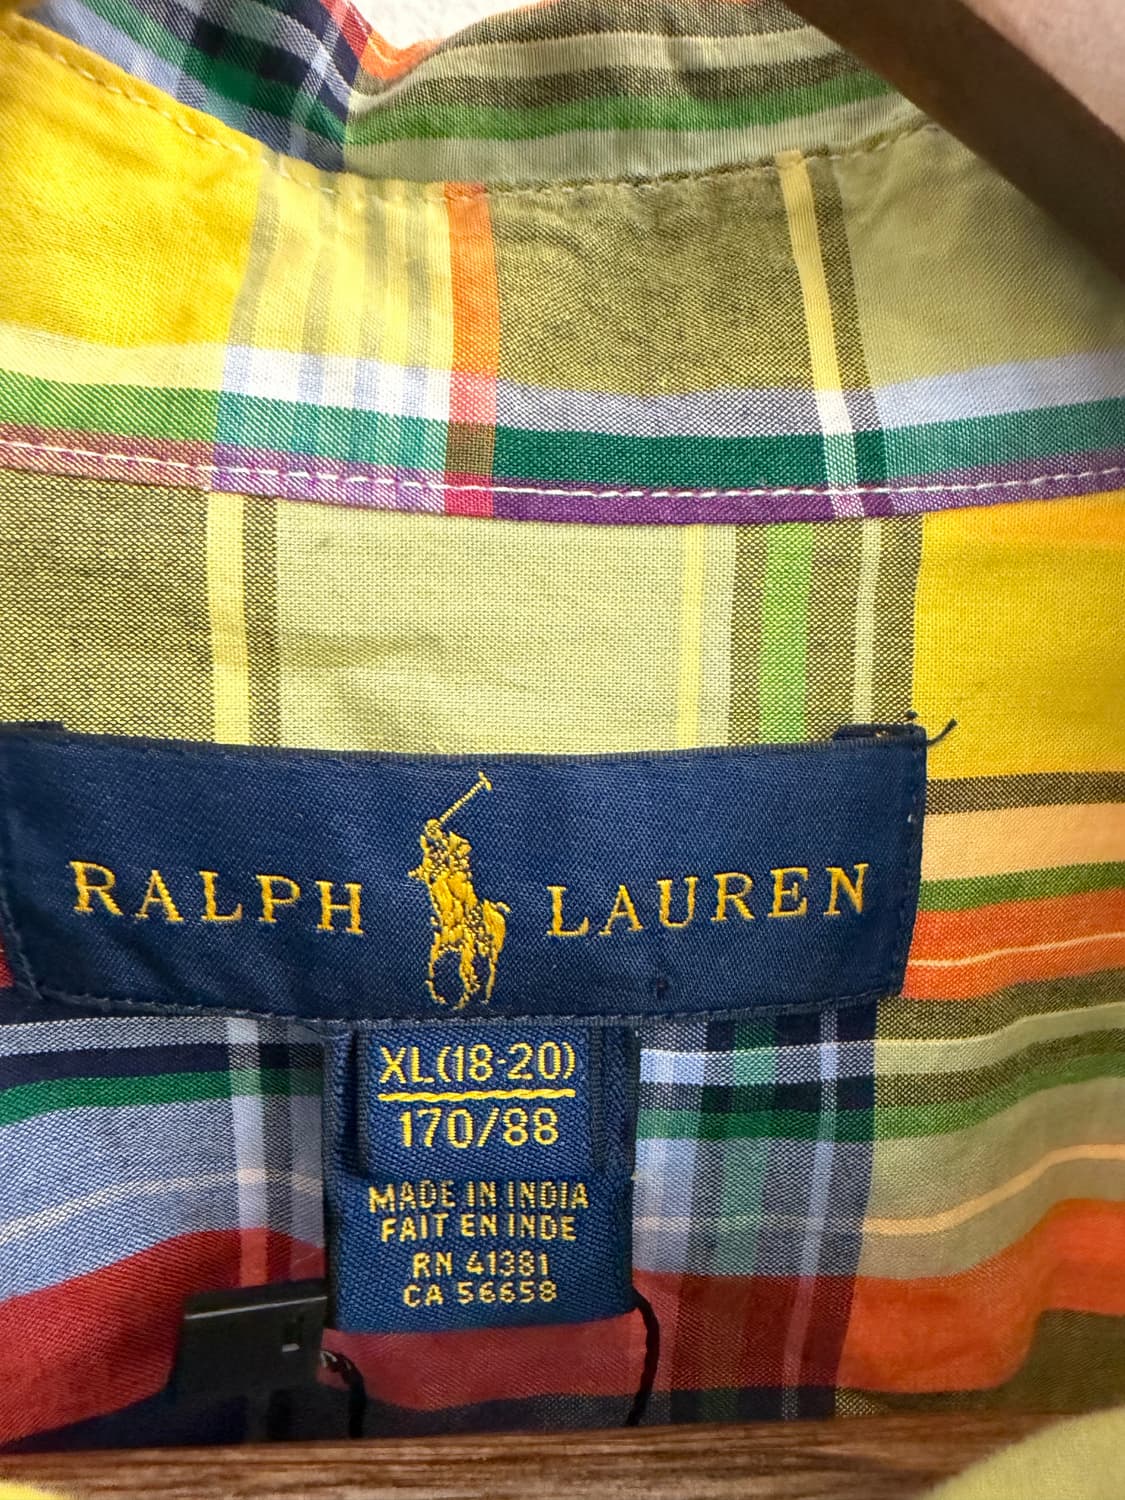 RALPH LAUREN
XL(18-20)
170/88
MADE IN INDIA
FAIT EN INDE
RN 41381
CA 56658